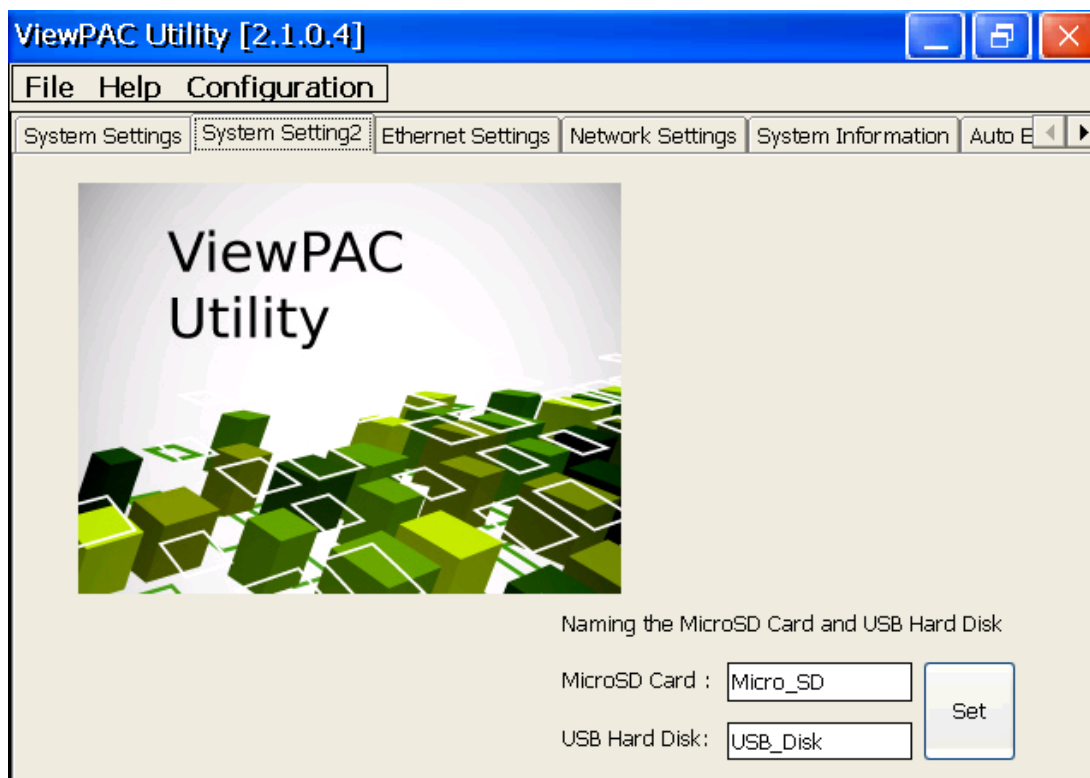 ViewPAC Utility [2.1.0.4]
File Help Configuration
System Settings System Setting2 Ethernet Settings Network Settings System Information Auto E
ViewPAC
Utility
Naming the MicroSD Card and USB Hard Disk
MicroSD Card : Micro_SD
Set
USB Hard Disk: USB_Disk